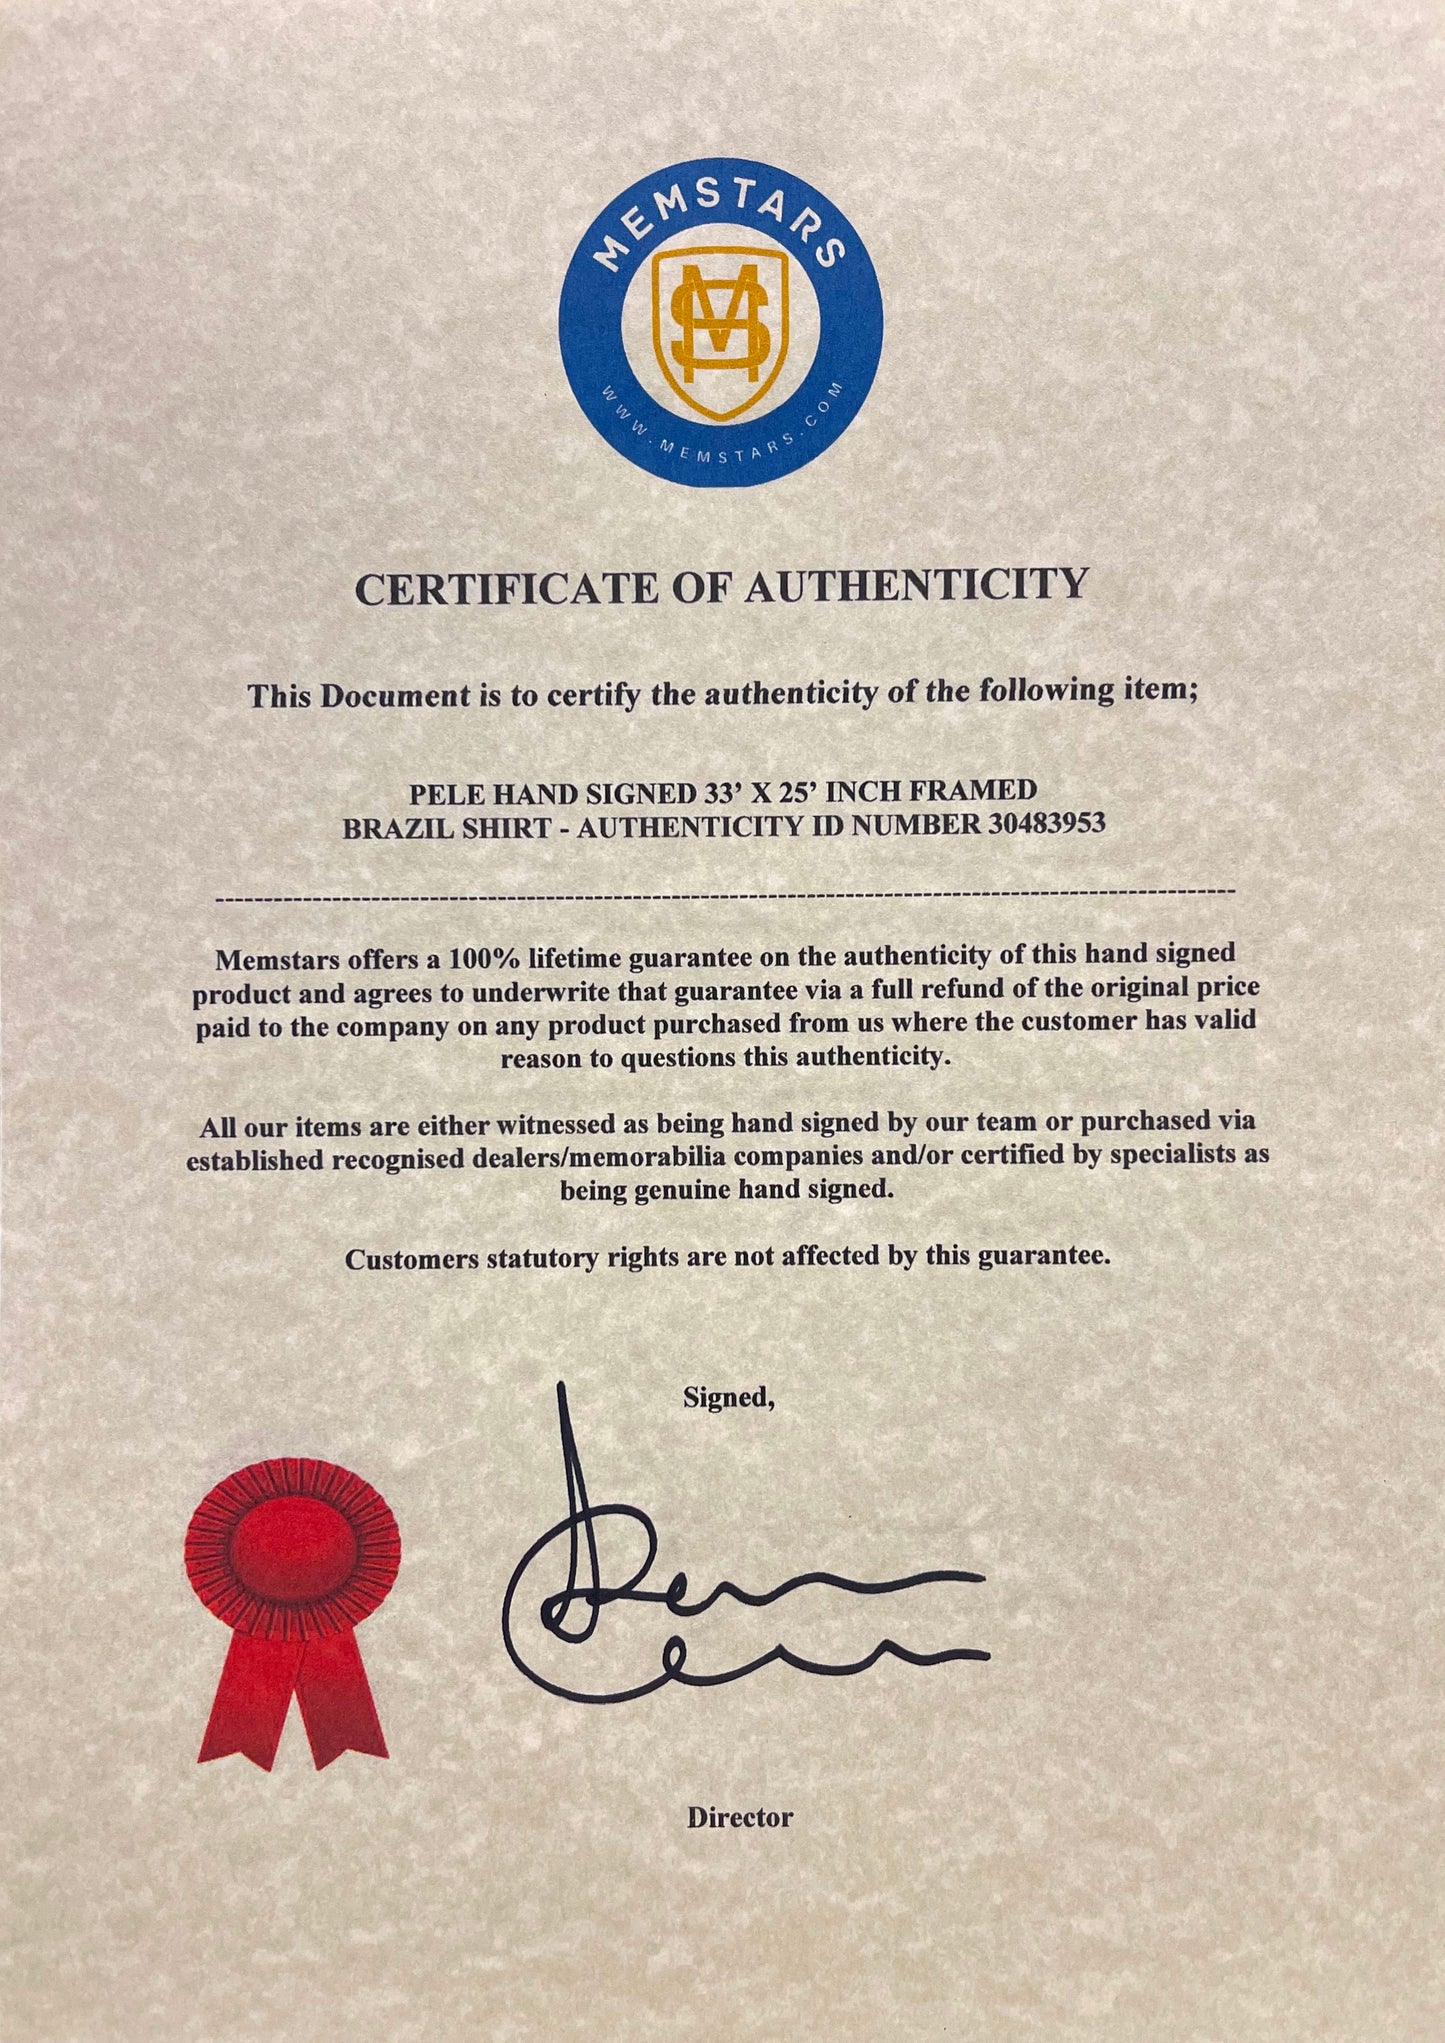 MEMSTARS
MS
WWW.MEMSTARS.COM
CERTIFICATE OF AUTHENTICITY
This Document is to certify the authenticity of the following item;
PELE HAND SIGNED 33’ X 25’ INCH FRAMED
BRAZIL SHIRT - AUTHENTICITY ID NUMBER 30483953
Memstars offers a 100% lifetime guarantee on the authenticity of this hand signed
product and agrees to underwrite that guarantee via a full refund of the original price
paid to the company on any product purchased from us where the customer has valid
reason to questions this authenticity.
All our items are either witnessed as being hand signed by our team or purchased via
established recognised dealers/memorabilia companies and/or certified by specialists as
being genuine hand signed.
Customers statutory rights are not affected by this guarantee.
Signed,
Director